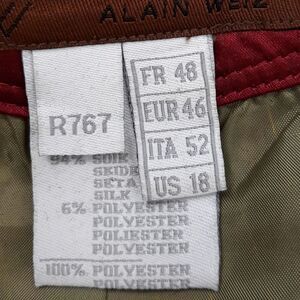 ALAIN WEIZ
R767
FR 48
EUR 46
ITA 52
US 18
94% SOIE
SEIDE
SETA
SILK
6% POLYESTER
POLYESTER
POLIESTER
POLYESTER
100% POLYESTER
POLYESTER